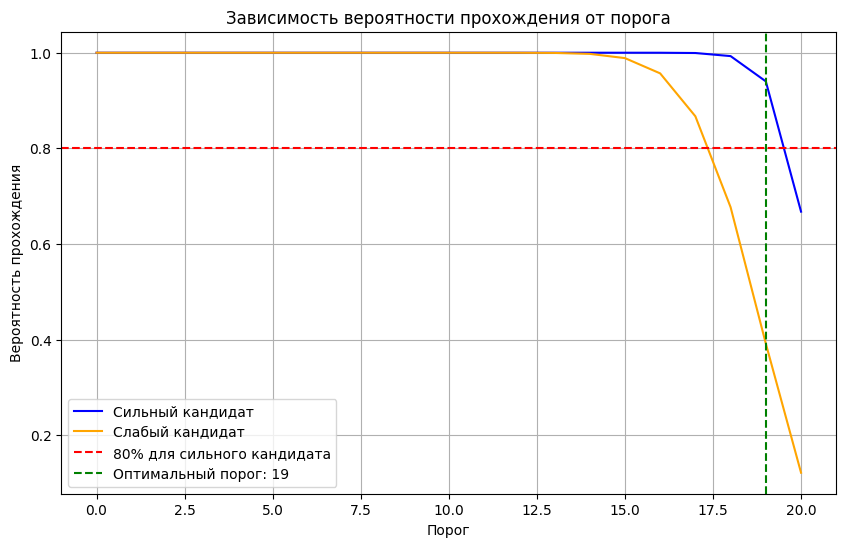 Зависимость вероятности прохождения от порога
Вероятность прохождения
1.0
0.8
0.6
0.4
0.2
Сильный кандидат
Слабый кандидат
80% для сильного кандидата
Оптимальный порог: 19
0.0 2.5 5.0 7.5 10.0 12.5 15.0 17.5 20.0
Порог